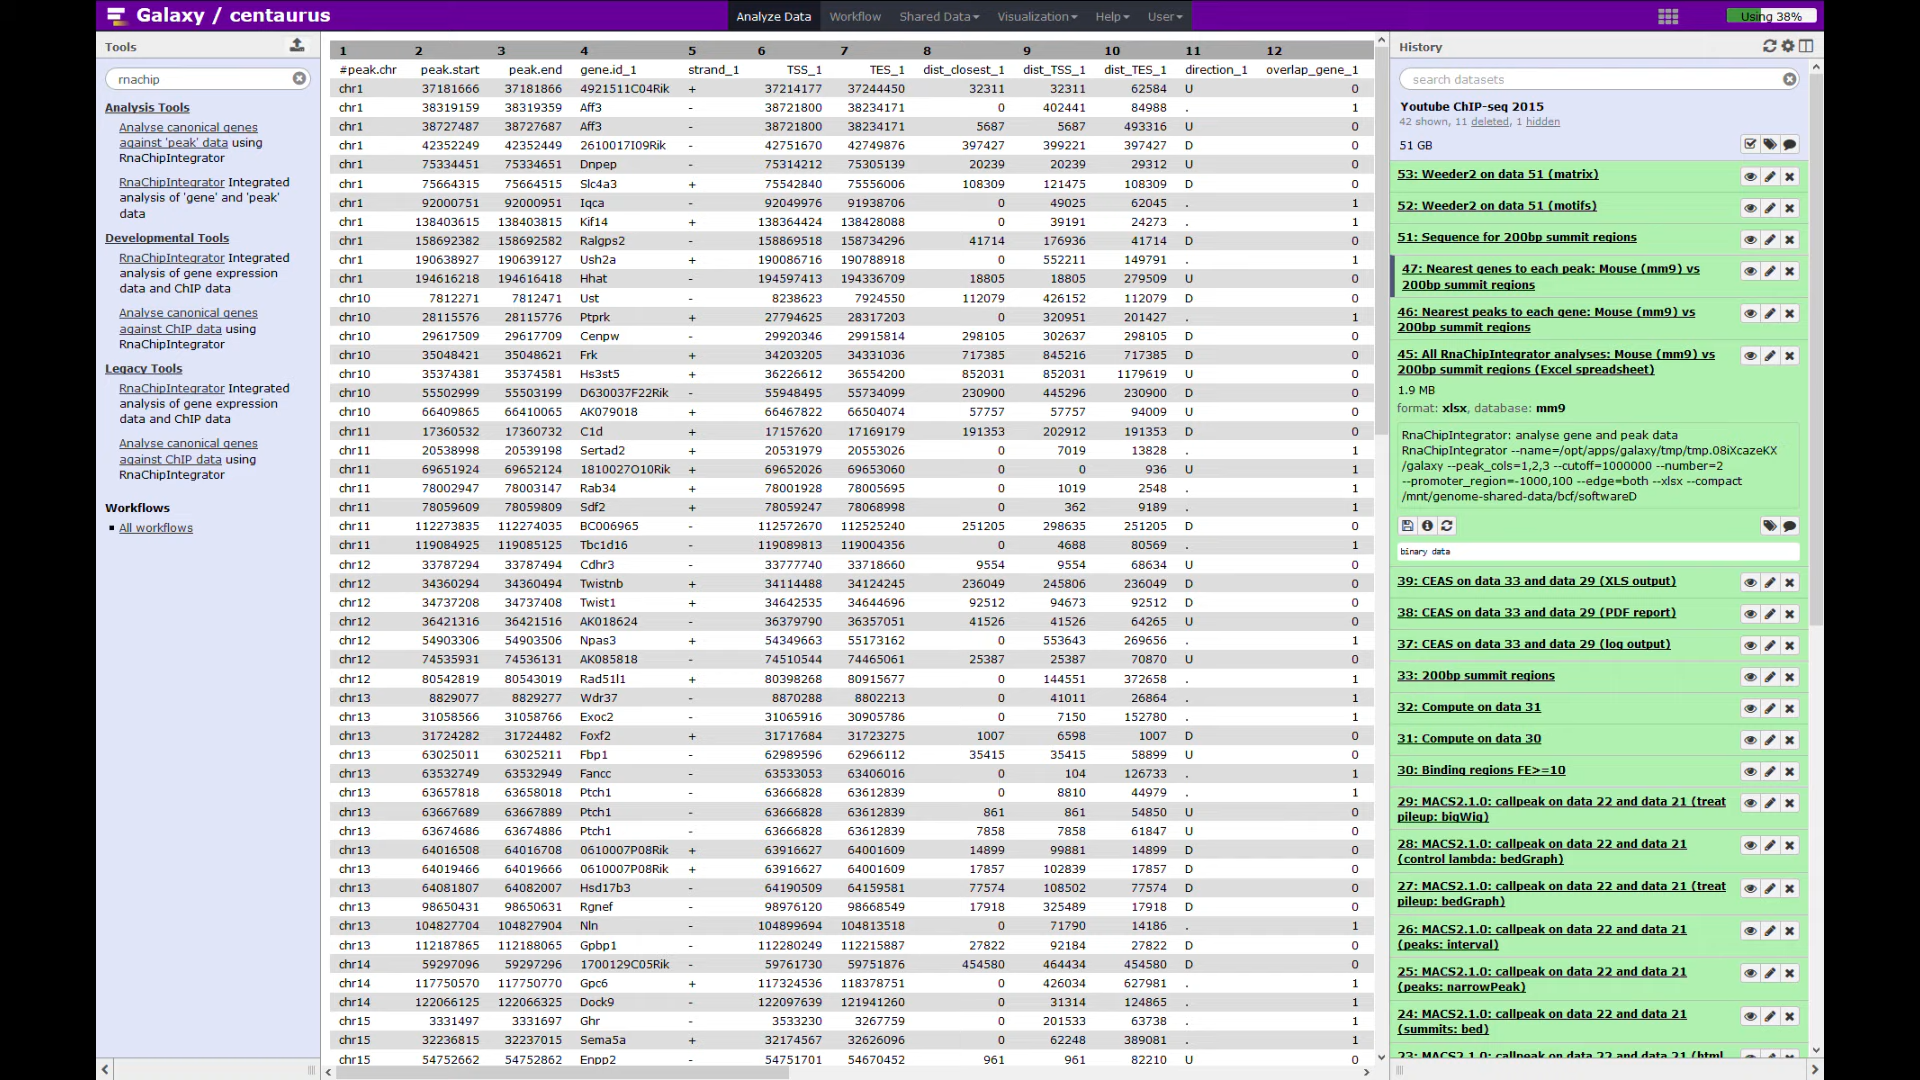 Galaxy / centaurus
Analyze Data Workflow Shared Data Visualization Help User
Using 38%
Tools
rnachip
Analysis Tools
Analyse canonical genes
against 'peak' data using
RnaChipIntegrator
RnaChipIntegrator Integrated
analysis of 'gene' and 'peak'
data
Developmental Tools
RnaChipIntegrator Integrated
analysis of gene expression
data and ChIP data
Analyse canonical genes
against ChIP data using
RnaChipIntegrator
Legacy Tools
RnaChipIntegrator Integrated
analysis of gene expression
data and ChIP data
Analyse canonical genes
against ChIP data using
RnaChipIntegrator
Workflows
All workflows
1 2 3 4 5 6 7 8 9 10 11 12
#peak.chr peak.start peak.end gene.id_1 strand_1 TSS_1 TES_1 dist_closest_1 dist_TSS_1 dist_TES_1 direction_1 overlap_gene_1
chr1 37181666 37181866 4921511C04Rik + 37214177 37244450 32311 32311 62584 U 0
chr1 38319159 38319359 Aff3 - 38721800 38234171 0 402441 84988 . 1
chr1 38727487 38727687 Aff3 - 38721800 38234171 5687 5687 493316 U 0
chr1 42352249 42352449 2610017I09Rik - 42751670 42749876 397427 399221 397427 D 0
chr1 75334451 75334651 Dnpep - 75314212 75305139 20239 20239 29312 U 0
chr1 75664315 75664515 Slc4a3 + 75542840 75556006 108309 121475 108309 D 0
chr1 92000751 92000951 Iqca - 92049976 91938706 0 49025 62045 . 1
chr1 138403615 138403815 Kif14 + 138364424 138428088 0 39191 24273 . 1
chr1 158692382 158692582 Ralgps2 - 158869518 158734296 41714 176936 41714 D 0
chr1 190638927 190639127 Ush2a + 190086716 190788918 0 552211 149791 . 1
chr1 194616218 194616418 Hhat - 194597413 194336709 18805 18805 279509 U 0
chr10 7812271 7812471 Ust - 8238623 7924550 112079 426152 112079 D 0
chr10 28115576 28115776 Ptprk + 27794625 28317203 0 320951 201427 . 1
chr10 29617509 29617709 Cenpw - 29920346 29915814 298105 302637 298105 D 0
chr10 35048421 35048621 Frk + 34203205 34331036 717385 845216 717385 D 0
chr10 35374381 35374581 Hs3st5 + 36226612 36554200 852031 852031 1179619 U 0
chr10 55502999 55503199 D630037F22Rik - 55948495 55734099 230900 445296 230900 D 0
chr10 66409865 66410065 AK079018 + 66467822 66504074 57757 57757 94009 U 0
chr11 17360532 17360732 C1d + 17157620 17169179 191353 202912 191353 D 0
chr11 20538998 20539198 Sertad2 + 20531979 20553026 0 7019 13828 . 1
chr11 69651924 69652124 1810027O10Rik + 69652026 69653060 0 0 936 U 1
chr11 78002947 78003147 Rab34 + 78001928 78005695 0 1019 2548 . 1
chr11 78059609 78059809 Sdf2 + 78059247 78068998 0 362 9189 . 1
chr11 112273835 112274035 BC006965 - 112572670 112525240 251205 298635 251205 D 0
chr11 119084925 119085125 Tbc1d16 - 119089813 119004356 0 4688 80569 . 1
chr12 33787294 33787494 Cdhr3 - 33777740 33718660 9554 9554 68634 U 0
chr12 34360294 34360494 Twistnb + 34114488 34124245 236049 245806 236049 D 0
chr12 34737208 34737408 Twist1 + 34642535 34644696 92512 94673 92512 D 0
chr12 36421316 36421516 AK018624 - 36379790 36357051 41526 41526 64265 U 0
chr12 54903306 54903506 Npas3 + 54349663 55173162 0 553643 269656 . 1
chr12 74535931 74536131 AK085818 - 74510544 74465061 25387 25387 70870 U 0
chr12 80542819 80543019 Rad51l1 + 80398268 80915677 0 144551 372658 . 1
chr13 8829077 8829277 Wdr37 - 8870288 8802213 0 41011 26864 . 1
chr13 31058566 31058766 Exoc2 - 31065916 30905786 0 7150 152780 . 1
chr13 31724282 31724482 Foxf2 + 31717684 31723275 1007 6598 1007 D 0
chr13 63025011 63025211 Fbp1 - 62989596 62966112 35415 35415 58899 U 0
chr13 63532749 63532949 Fancc - 63533053 63406016 0 104 126733 . 1
chr13 63657818 63658018 Ptch1 - 63666828 63612839 0 8810 44979 . 1
chr13 63667689 63667889 Ptch1 - 63666828 63612839 861 861 54850 U 0
chr13 63674686 63674886 Ptch1 - 63666828 63612839 7858 7858 61847 U 0
chr13 64016508 64016708 0610007P08Rik + 63916627 64001609 14899 99881 14899 D 0
chr13 64019466 64019666 0610007P08Rik + 63916627 64001609 17857 102839 17857 D 0
chr13 64081807 64082007 Hsd17b3 - 64190509 64159581 77574 108502 77574 D 0
chr13 98650431 98650631 Rgnef - 98976120 98668549 17918 325489 17918 D 0
chr13 104827704 104827904 Nln - 104899694 104813518 0 71790 14186 . 1
chr13 112187865 112188065 Gpbp1 - 112280249 112215887 27822 92184 27822 D 0
chr14 59297096 59297296 1700129C05Rik - 59761730 59751876 454580 464434 454580 D 0
chr14 117750570 117750770 Gpc6 + 117324536 118378751 0 426034 627981 . 1
chr14 122066125 122066325 Dock9 - 122097639 121941260 0 31314 124865 . 1
chr15 3331497 3331697 Ghr - 3533230 3267759 0 201533 63738 . 1
chr15 32236815 32237015 Sema5a + 32174567 32626096 0 62248 389081 . 1
chr15 54752662 54752862 Enpp2 - 54751701 54670452 961 961 82210 U 0
History
search datasets
Youtube ChIP-seq 2015
42 shown, 11 deleted, 1 hidden
51 GB
53: Weeder2 on data 51 (matrix)
52: Weeder2 on data 51 (motifs)
51: Sequence for 200bp summit regions
47: Nearest genes to each peak: Mouse (mm9) vs
200bp summit regions
46: Nearest peaks to each gene: Mouse (mm9) vs
200bp summit regions
45: All RnaChipIntegrator analyses: Mouse (mm9) vs
200bp summit regions (Excel spreadsheet)
1.9 MB
format: xlsx, database: mm9
RnaChipIntegrator: analyse gene and peak data
RnaChipIntegrator --name=/opt/apps/galaxy/tmp/tmp.08iXcazeKX
/galaxy --peak_cols=1,2,3 --cutoff=1000000 --number=2
--promoter_region=-1000,100 --edge=both --xlsx --compact
/mnt/genome-shared-data/bcf/softwareD
binary data
39: CEAS on data 33 and data 29 (XLS output)
38: CEAS on data 33 and data 29 (PDF report)
37: CEAS on data 33 and data 29 (log output)
33: 200bp summit regions
32: Compute on data 31
31: Compute on data 30
30: Binding regions FE>=10
29: MACS2.1.0: callpeak on data 22 and data 21 (treat
pileup: bigWig)
28: MACS2.1.0: callpeak on data 22 and data 21
(control lambda: bedGraph)
27: MACS2.1.0: callpeak on data 22 and data 21 (treat
pileup: bedGraph)
26: MACS2.1.0: callpeak on data 22 and data 21
(peaks: interval)
25: MACS2.1.0: callpeak on data 22 and data 21
(peaks: narrowPeak)
24: MACS2.1.0: callpeak on data 22 and data 21
(summits: bed)
23: MACS2.1.0: callpeak on data 22 and data 21 (html